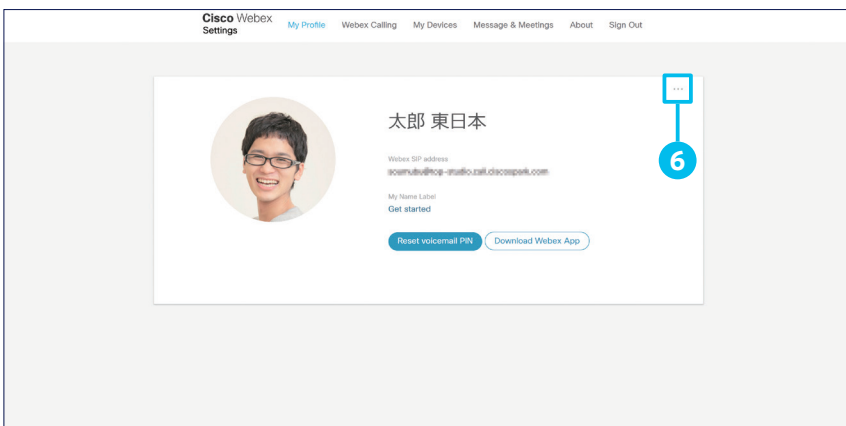 Cisco Webex
Settings
My Profile
Webex Calling
My Devices
Message & Meetings
About
Sign Out
...
太郎 東日本
6
Webex SIP address
My Name Label
Get started
Reset voicemail PIN
Download Webex App